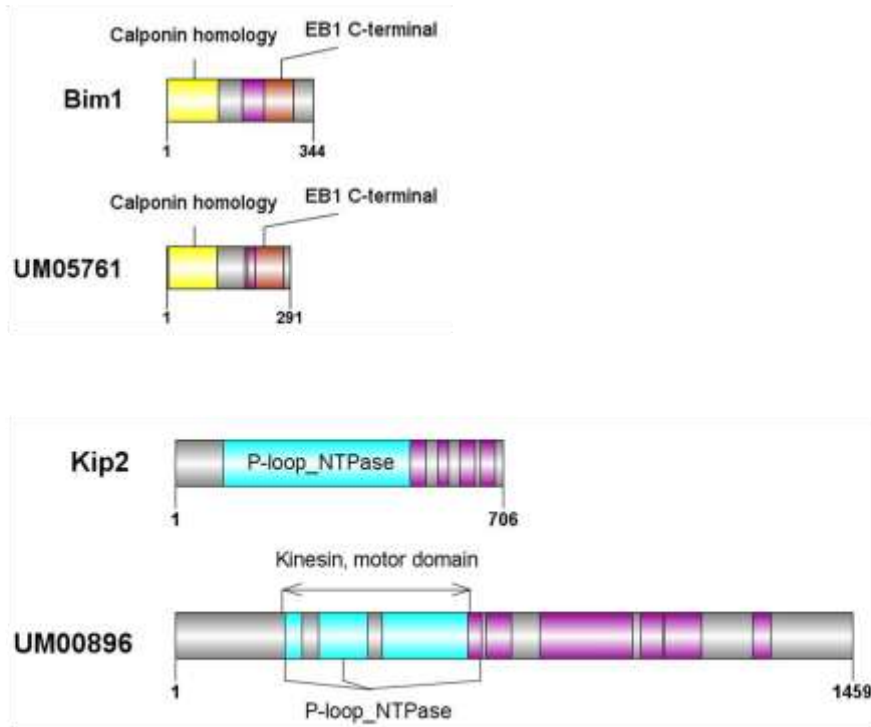 Calponin homology
EB1 C-terminal
Bim1
1
344
Calponin homology
EB1 C-terminal
UM05761
1
291
Kip2
P-loop_NTPase
1
706
Kinesin, motor domain
UM00896
1
1459
P-loop_NTPase